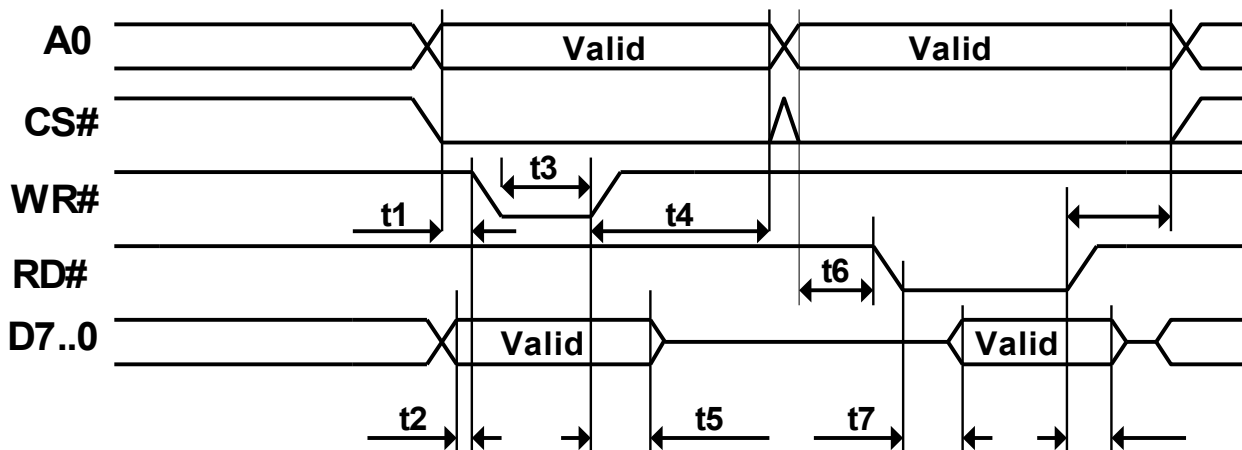 A0 Valid Valid
CS#
t3
WR#
t1 t4
RD# t6
D7..0 Valid Valid
t2 t5 t7